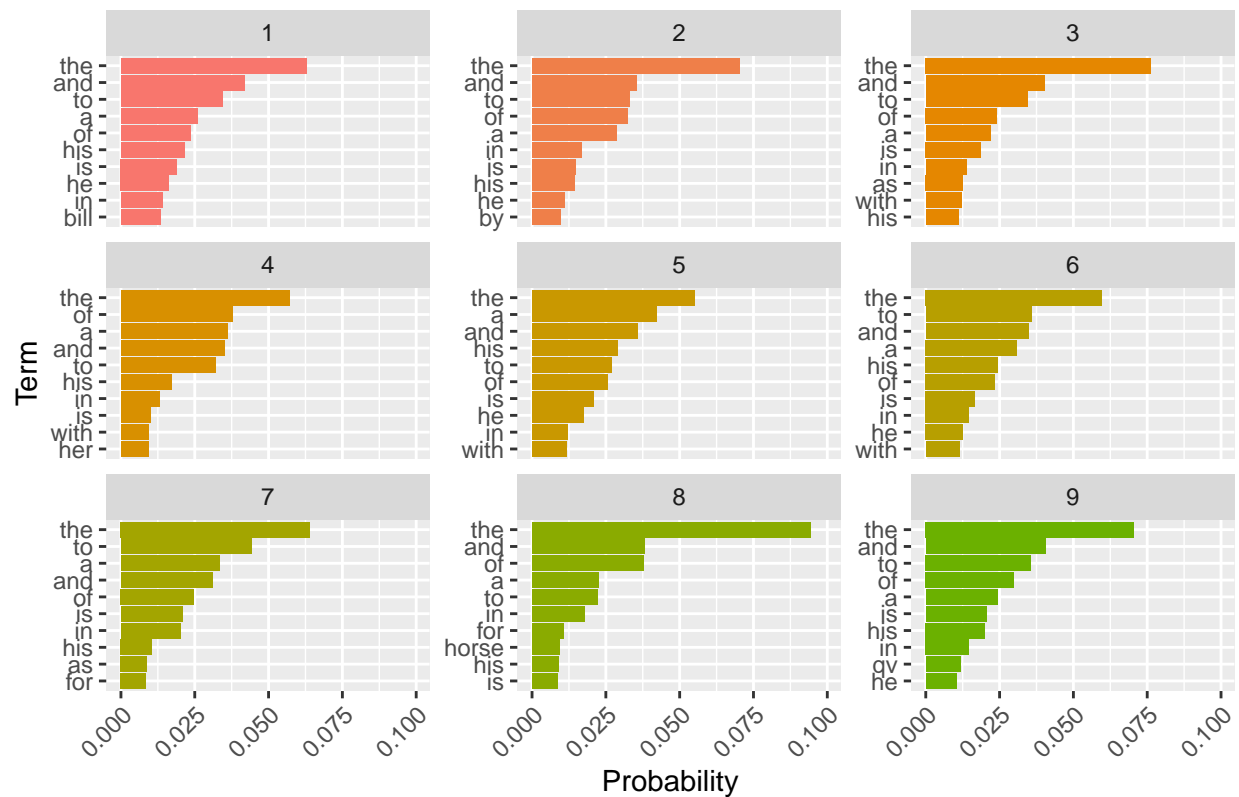 1
the
and
to
a
of
his
is
he
in
bill
2
the
and
to
of
a
in
is
his
he
by
3
the
and
to
of
a
is
in
as
with
his
4
the
of
a
and
to
his
in
is
with
her
5
the
a
and
his
to
of
is
he
in
with
6
the
to
and
a
his
of
is
in
he
with
7
the
to
a
and
of
is
in
his
as
for
8
the
and
of
a
to
in
for
horse
his
is
9
the
and
to
of
a
is
his
in
qv
he
0.000 0.025 0.050 0.075 0.100
0.000 0.025 0.050 0.075 0.100
0.000 0.025 0.050 0.075 0.100
Term
Probability